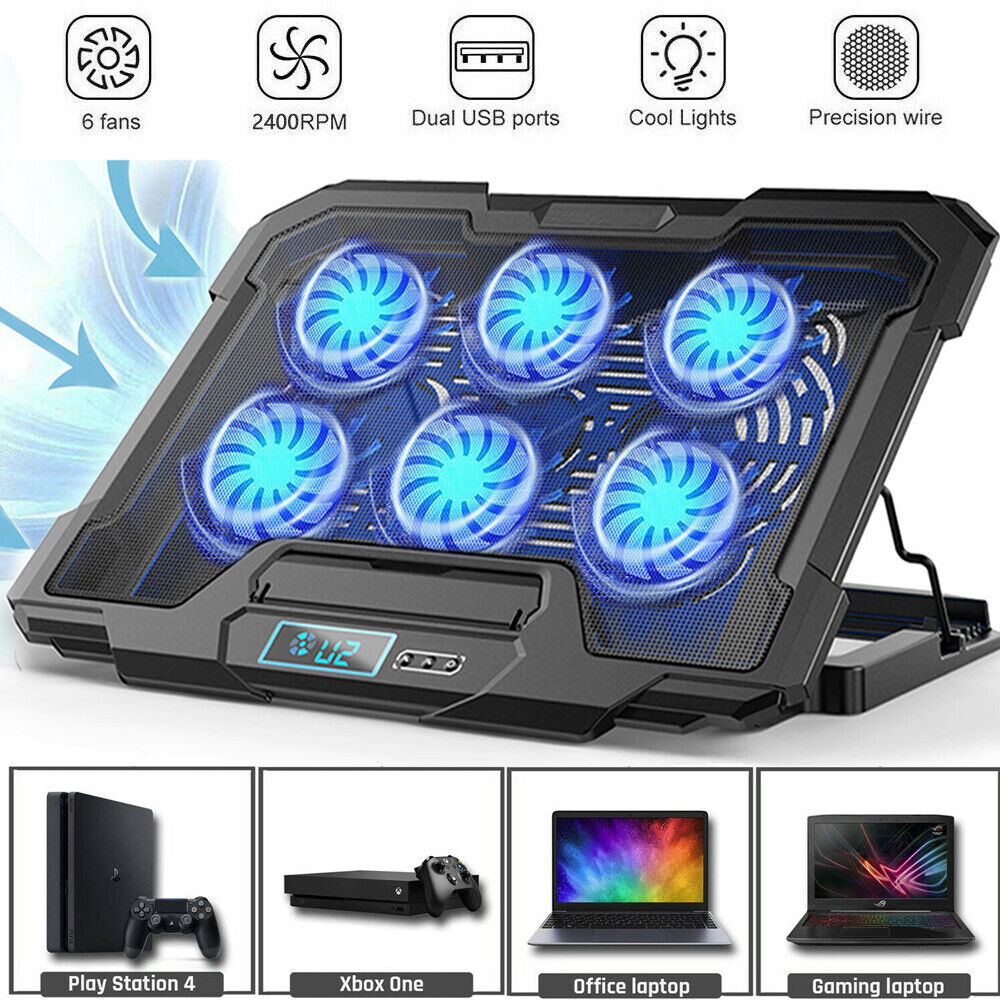 6 fans
2400RPM
Dual USB ports
Cool Lights
Precision wire
U2
Play Station 4
Xbox One
Office laptop
Gaming laptop